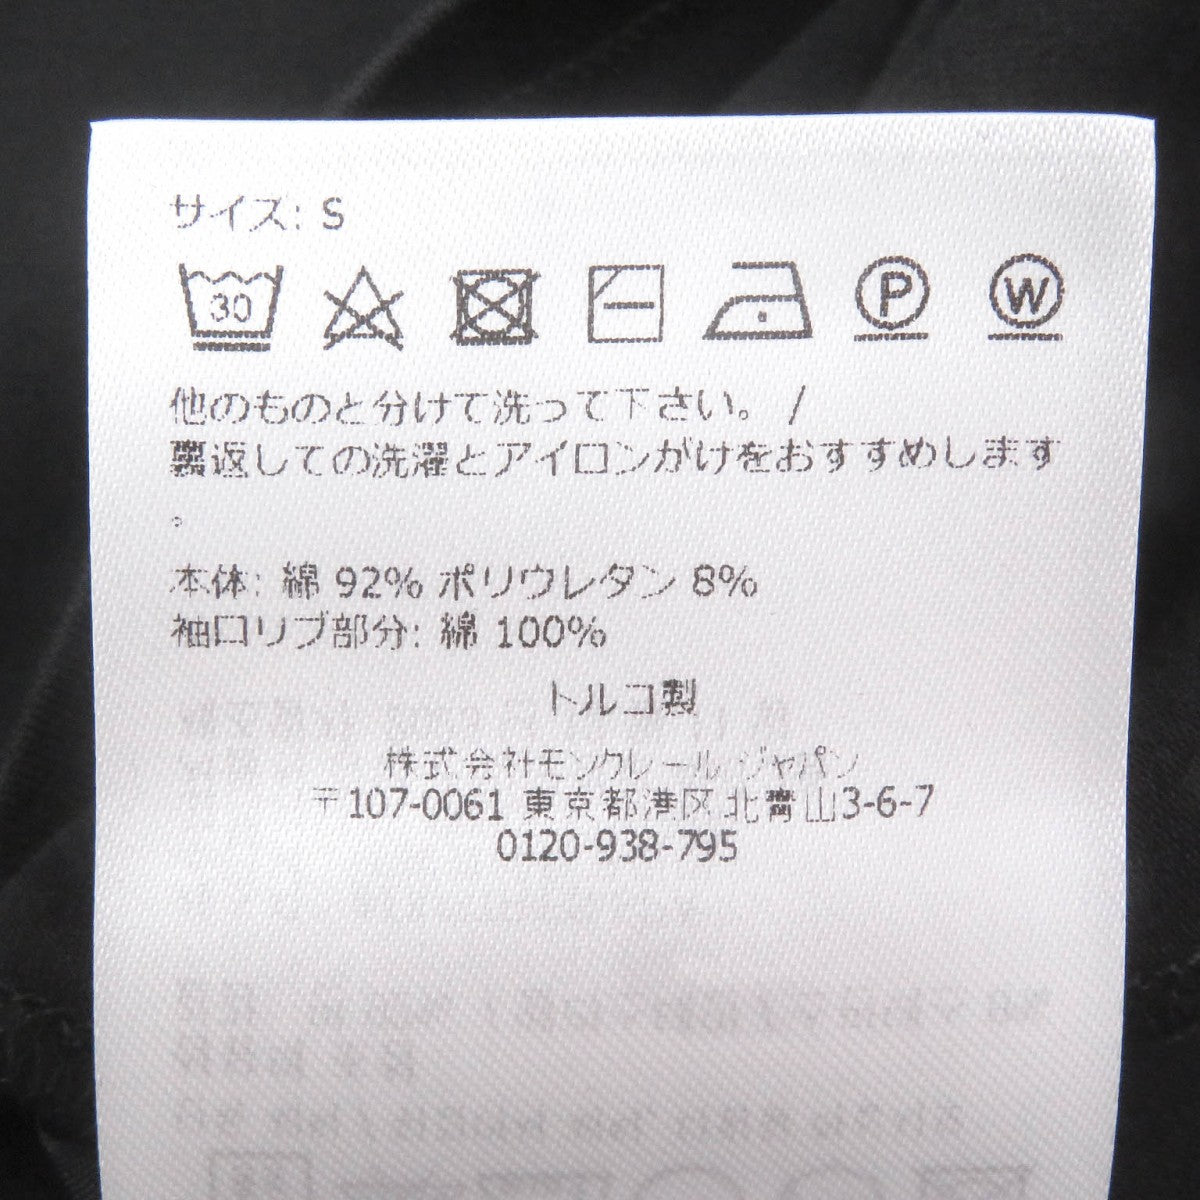 サイズ: S
30
P W
他のものと分けて洗って下さい。 /
裏返しての洗濯とアイロンがけをおすすめします
。
本体: 綿 92% ポリウレタン 8%
袖口リブ部分: 綿 100%
トルコ製
株式会社モンクレール ジャパン
〒107-0061 東京都港区北青山3-6-7
0120-938-795